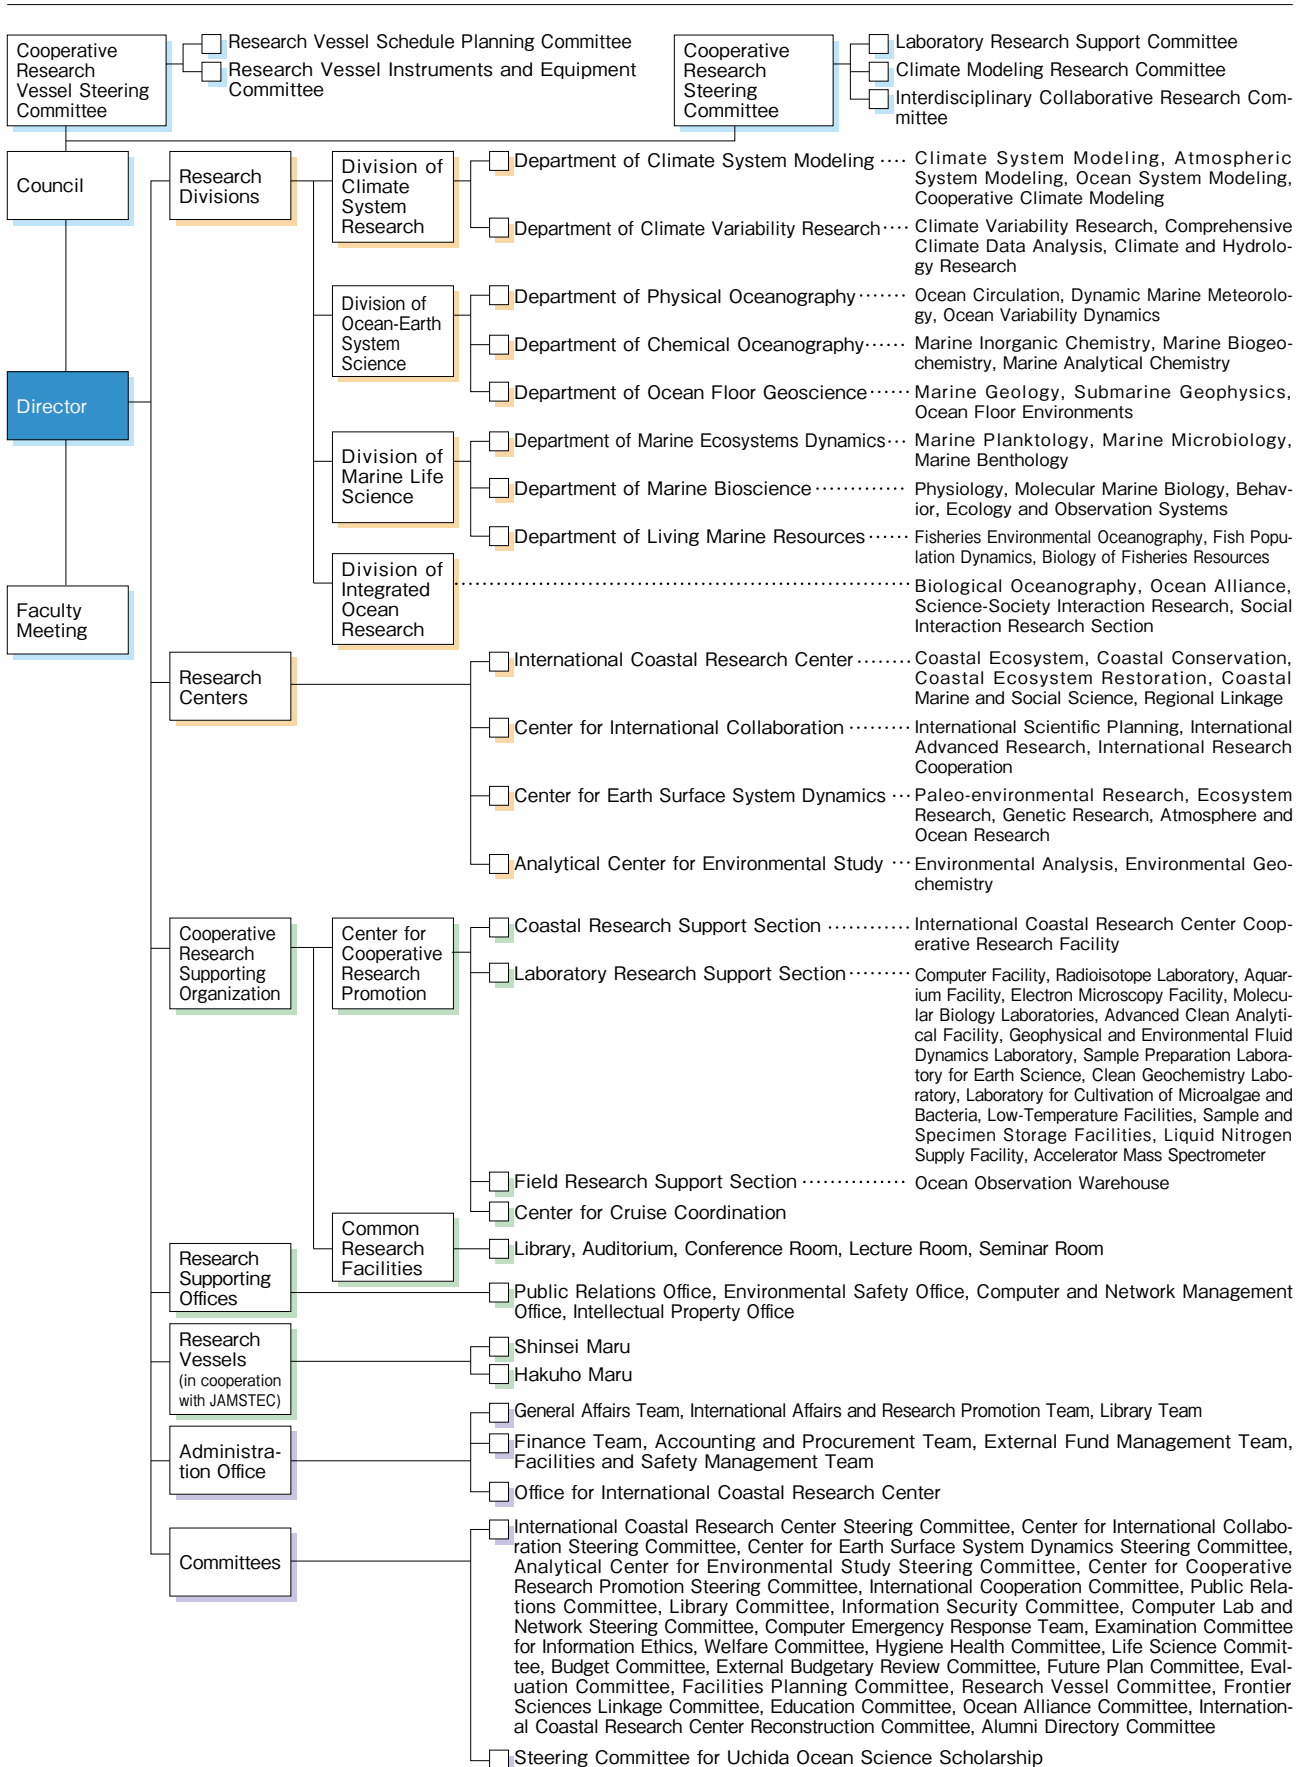 Cooperative
Research
Vessel Steering
Committee
Research Vessel Schedule Planning Committee
Research Vessel Instruments and Equipment
Committee
Cooperative
Research
Steering
Committee
Laboratory Research Support Committee
Climate Modeling Research Committee
Interdisciplinary Collaborative Research Com-
mittee
Council
Director
Faculty
Meeting
Research
Divisions
Division of
Climate
System
Research
Department of Climate System Modeling ···· Climate System Modeling, Atmospheric
System Modeling, Ocean System Modeling,
Cooperative Climate Modeling
Department of Climate Variability Research ···· Climate Variability Research, Comprehensive
Climate Data Analysis, Climate and Hydrolo-
gy Research
Division of
Ocean-Earth
System
Science
Department of Physical Oceanography ······· Ocean Circulation, Dynamic Marine Meteorolo-
gy, Ocean Variability Dynamics
Department of Chemical Oceanography ······ Marine Inorganic Chemistry, Marine Biogeo-
chemistry, Marine Analytical Chemistry
Department of Ocean Floor Geoscience ······ Marine Geology, Submarine Geophysics,
Ocean Floor Environments
Division of
Marine Life
Science
Department of Marine Ecosystems Dynamics ··· Marine Planktology, Marine Microbiology,
Marine Benthology
Department of Marine Bioscience ············· Physiology, Molecular Marine Biology, Behav-
ior, Ecology and Observation Systems
Department of Living Marine Resources ······ Fisheries Environmental Oceanography, Fish Popu-
lation Dynamics, Biology of Fisheries Resources
Division of
Integrated
Ocean
Research
Biological Oceanography, Ocean Alliance,
Science-Society Interaction Research, Social
Interaction Research Section
Research
Centers
International Coastal Research Center ········ Coastal Ecosystem, Coastal Conservation,
Coastal Ecosystem Restoration, Coastal
Marine and Social Science, Regional Linkage
Center for International Collaboration ········· International Scientific Planning, International
Advanced Research, International Research
Cooperation
Center for Earth Surface System Dynamics ··· Paleo-environmental Research, Ecosystem
Research, Genetic Research, Atmosphere and
Ocean Research
Analytical Center for Environmental Study ··· Environmental Analysis, Environmental Geo-
chemistry
Cooperative
Research
Supporting
Organization
Center for
Cooperative
Research
Promotion
Coastal Research Support Section ············ International Coastal Research Center Coop-
erative Research Facility
Laboratory Research Support Section ········· Computer Facility, Radioisotope Laboratory, Aquar-
ium Facility, Electron Microscopy Facility, Molecu-
lar Biology Laboratories, Advanced Clean Analyti-
cal Facility, Geophysical and Environmental Fluid
Dynamics Laboratory, Sample Preparation Labora-
tory for Earth Science, Clean Geochemistry Labo-
ratory, Laboratory for Cultivation of Microalgae and
Bacteria, Low-Temperature Facilities, Sample and
Specimen Storage Facilities, Liquid Nitrogen
Supply Facility, Accelerator Mass Spectrometer
Field Research Support Section ··············· Ocean Observation Warehouse
Center for Cruise Coordination
Common
Research
Facilities
Library, Auditorium, Conference Room, Lecture Room, Seminar Room
Research
Supporting
Offices
Public Relations Office, Environmental Safety Office, Computer and Network Management
Office, Intellectual Property Office
Research
Vessels
(in cooperation
with JAMSTEC)
Shinsei Maru
Hakuho Maru
Administra-
tion Office
General Affairs Team, International Affairs and Research Promotion Team, Library Team
Finance Team, Accounting and Procurement Team, External Fund Management Team,
Facilities and Safety Management Team
Office for International Coastal Research Center
Committees
International Coastal Research Center Steering Committee, Center for International Collabo-
ration Steering Committee, Center for Earth Surface System Dynamics Steering Committee,
Analytical Center for Environmental Study Steering Committee, Center for Cooperative
Research Promotion Steering Committee, International Cooperation Committee, Public Rela-
tions Committee, Library Committee, Information Security Committee, Computer Lab and
Network Steering Committee, Computer Emergency Response Team, Examination Committee
for Information Ethics, Welfare Committee, Hygiene Health Committee, Life Science Commit-
tee, Budget Committee, External Budgetary Review Committee, Future Plan Committee, Eval-
uation Committee, Facilities Planning Committee, Research Vessel Committee, Frontier
Sciences Linkage Committee, Education Committee, Ocean Alliance Committee, Internation-
al Coastal Research Center Reconstruction Committee, Alumni Directory Committee
Steering Committee for Uchida Ocean Science Scholarship